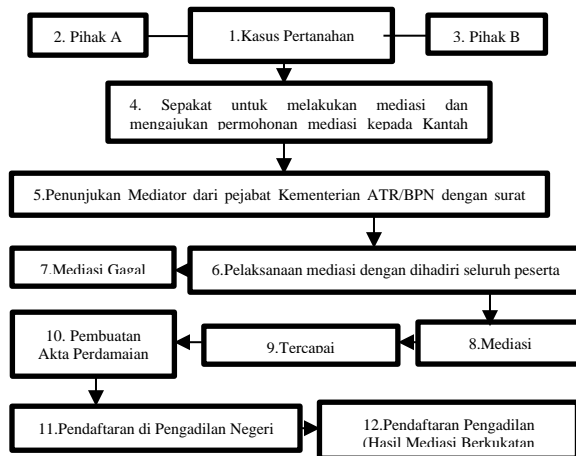 2. Pihak A
1.Kasus Pertanahan
3. Pihak B
4. Sepakat untuk melakukan mediasi dan
mengajukan permohonan mediasi kepada Kantah
5.Penunjukan Mediator dari pejabat Kementerian ATR/BPN dengan surat
7.Mediasi Gagal
6.Pelaksanaan mediasi dengan dihadiri seluruh peserta
10. Pembuatan
Akta Perdamaian
9.Tercapai
8.Mediasi
11.Pendaftaran di Pengadilan Negeri
12.Pendaftaran Pengadilan
(Hasil Mediasi Berkukatan